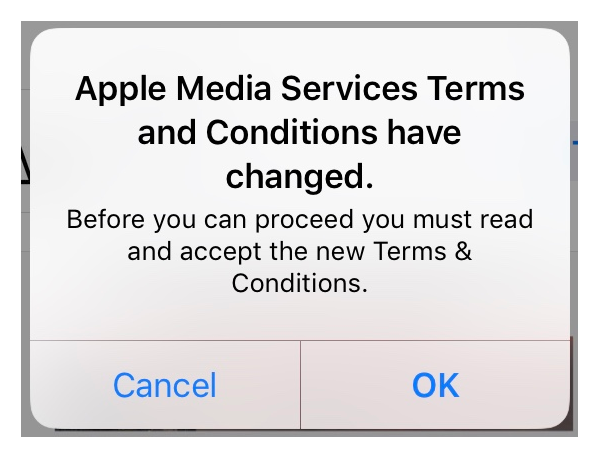 Apple Media Services Terms
and Conditions have
changed.
Before you can proceed you must read
and accept the new Terms &
Conditions.
Cancel
OK